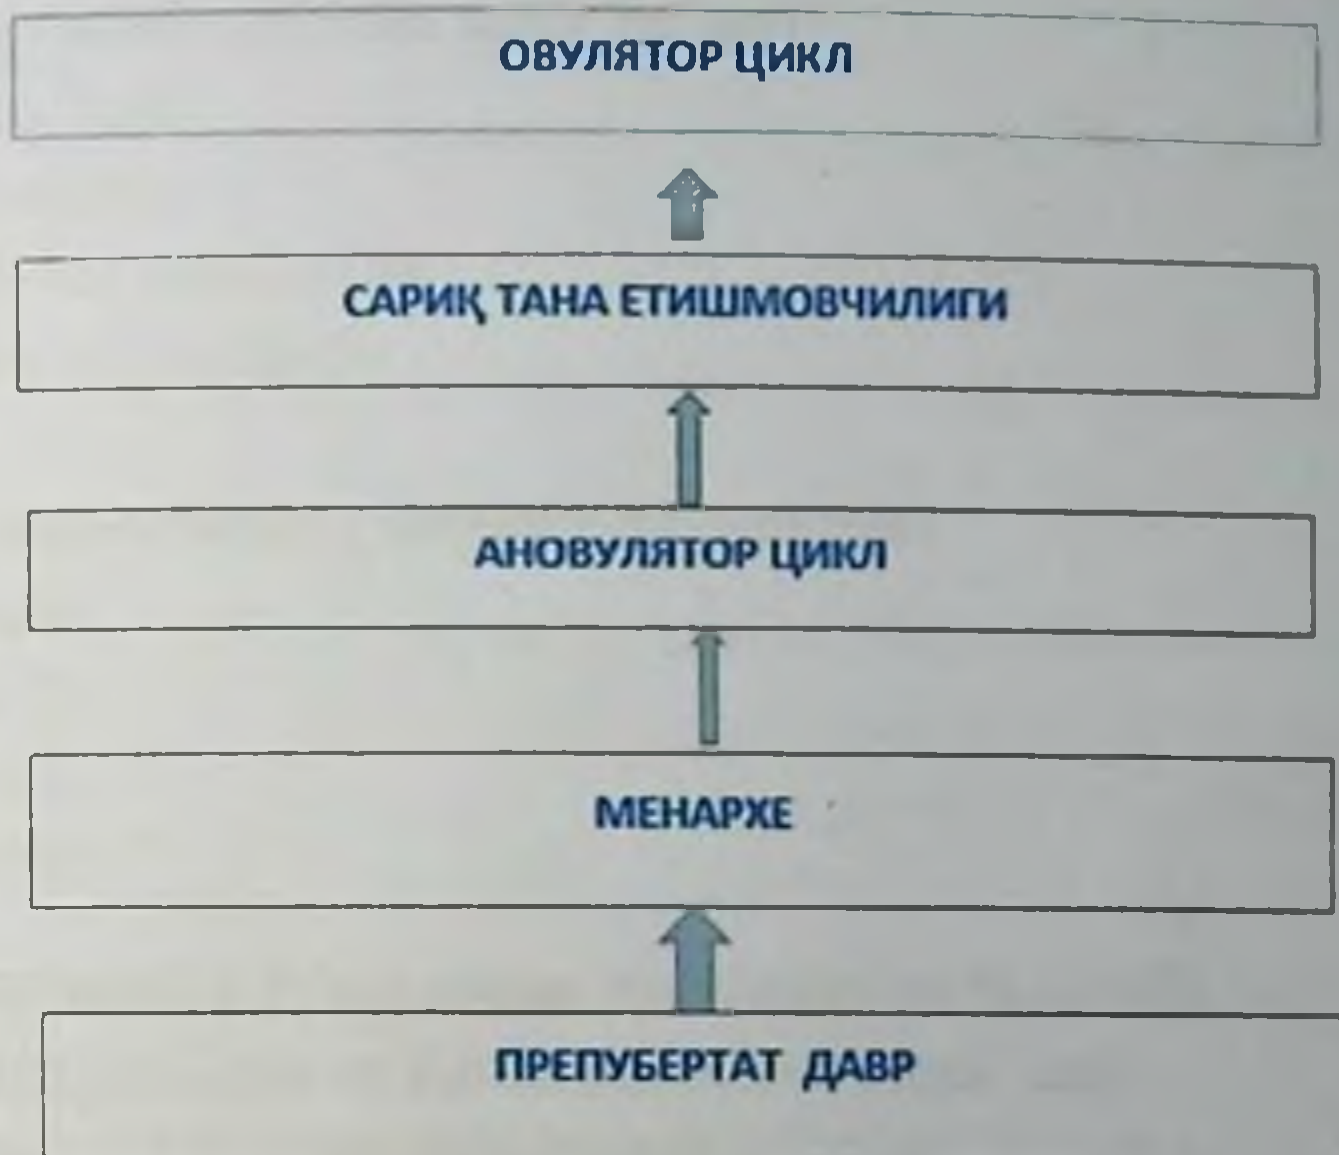 ОВУЛЯТОР ЦИКЛ
САРИҚ ТАНА ЕТИШМОВЧИЛИГИ
АНОВУЛЯТОР ЦИКЛ
МЕНАРХЕ
ПРЕПУБЕРТАТ ДАВР